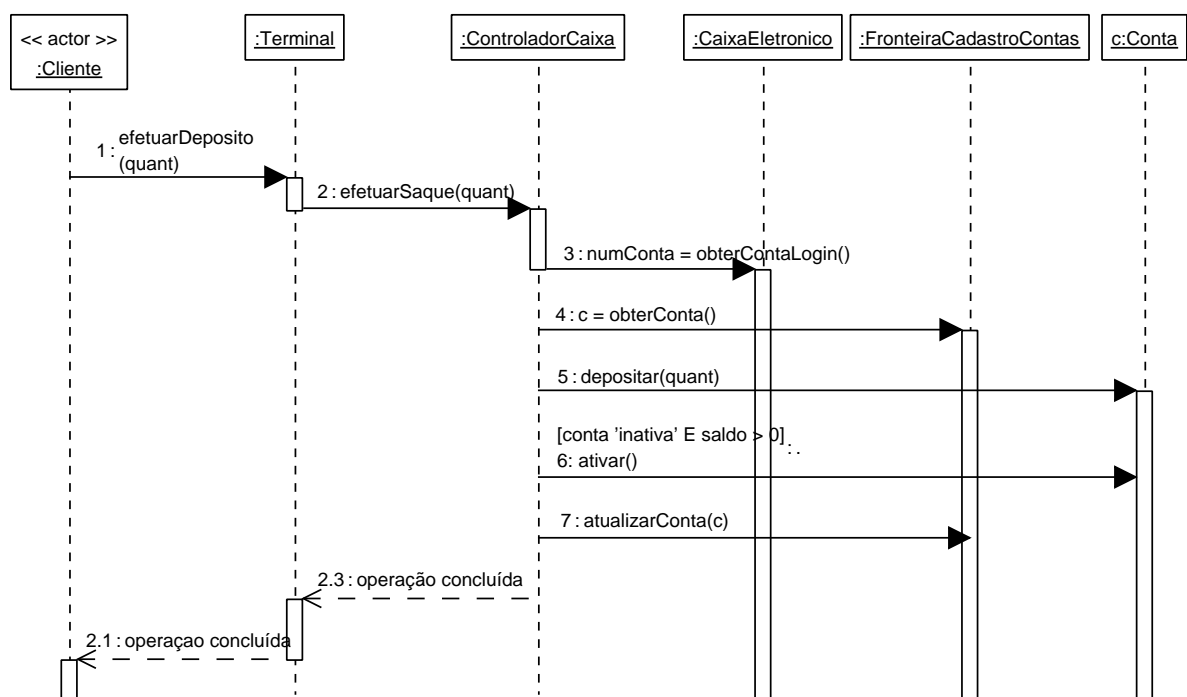 << actor >>
:Cliente
:Terminal
:ControladorCaixa
:CaixaEletronico
:FronteiraCadastroContas
c:Conta
1 : efetuarDeposito
(quant)
2 : efetuarSaque(quant)
3 : numConta = obterContaLogin()
4 : c = obterConta()
5 : depositar(quant)
[conta 'inativa' E saldo > 0] : .
6: ativar()
7 : atualizarConta(c)
2.3 : operação concluída
2.1 : operaçao concluída